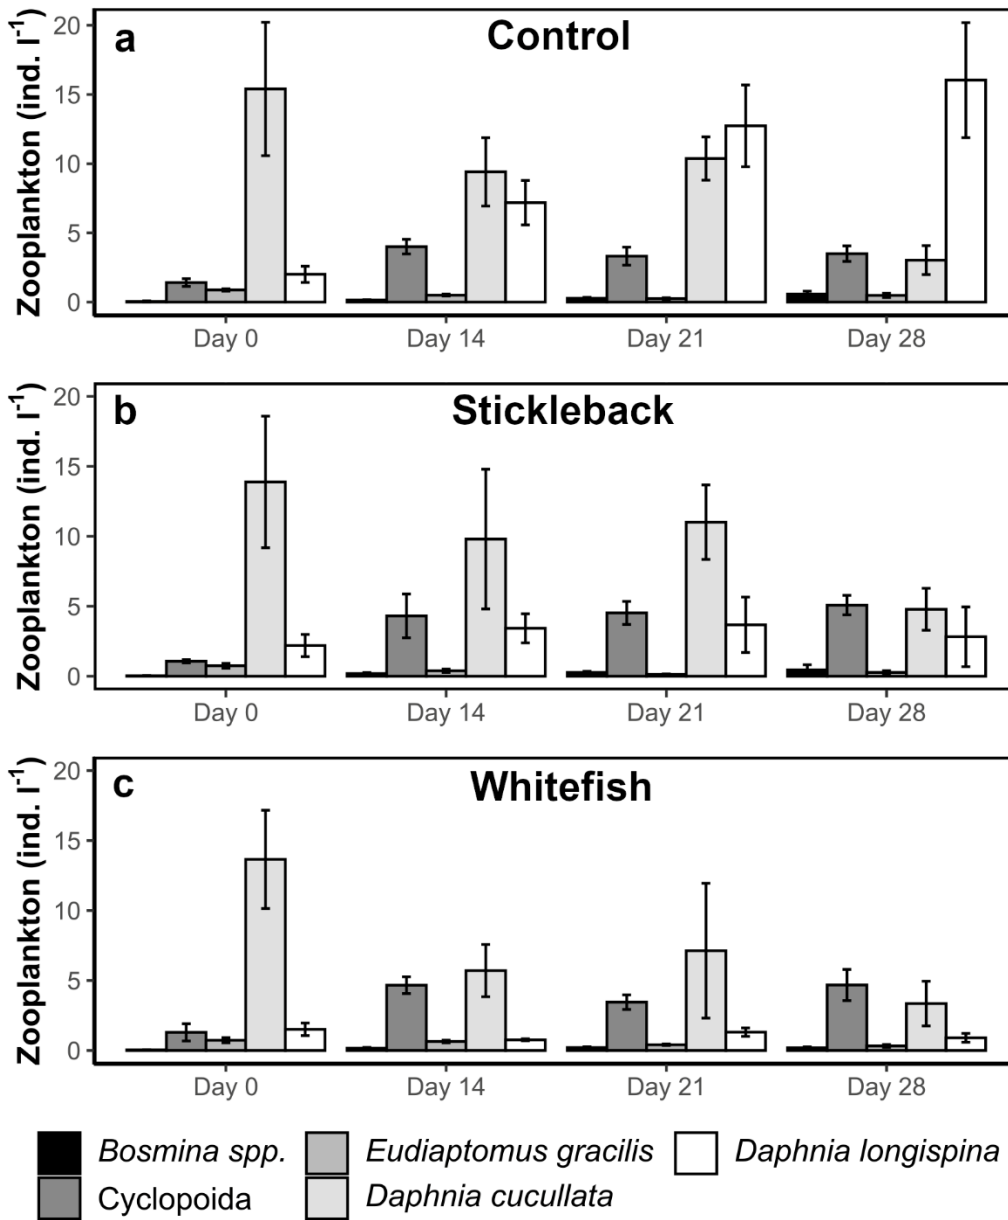 a Control
Zooplankton (ind. l⁻¹)
20
15
10
5
0
Day 0 Day 14 Day 21 Day 28
b Stickleback
Zooplankton (ind. l⁻¹)
20
15
10
5
0
Day 0 Day 14 Day 21 Day 28
c Whitefish
Zooplankton (ind. l⁻¹)
20
15
10
5
0
Day 0 Day 14 Day 21 Day 28
Bosmina spp. Eudiaptomus gracilis Daphnia longispina
Cyclopoida Daphnia cucullata